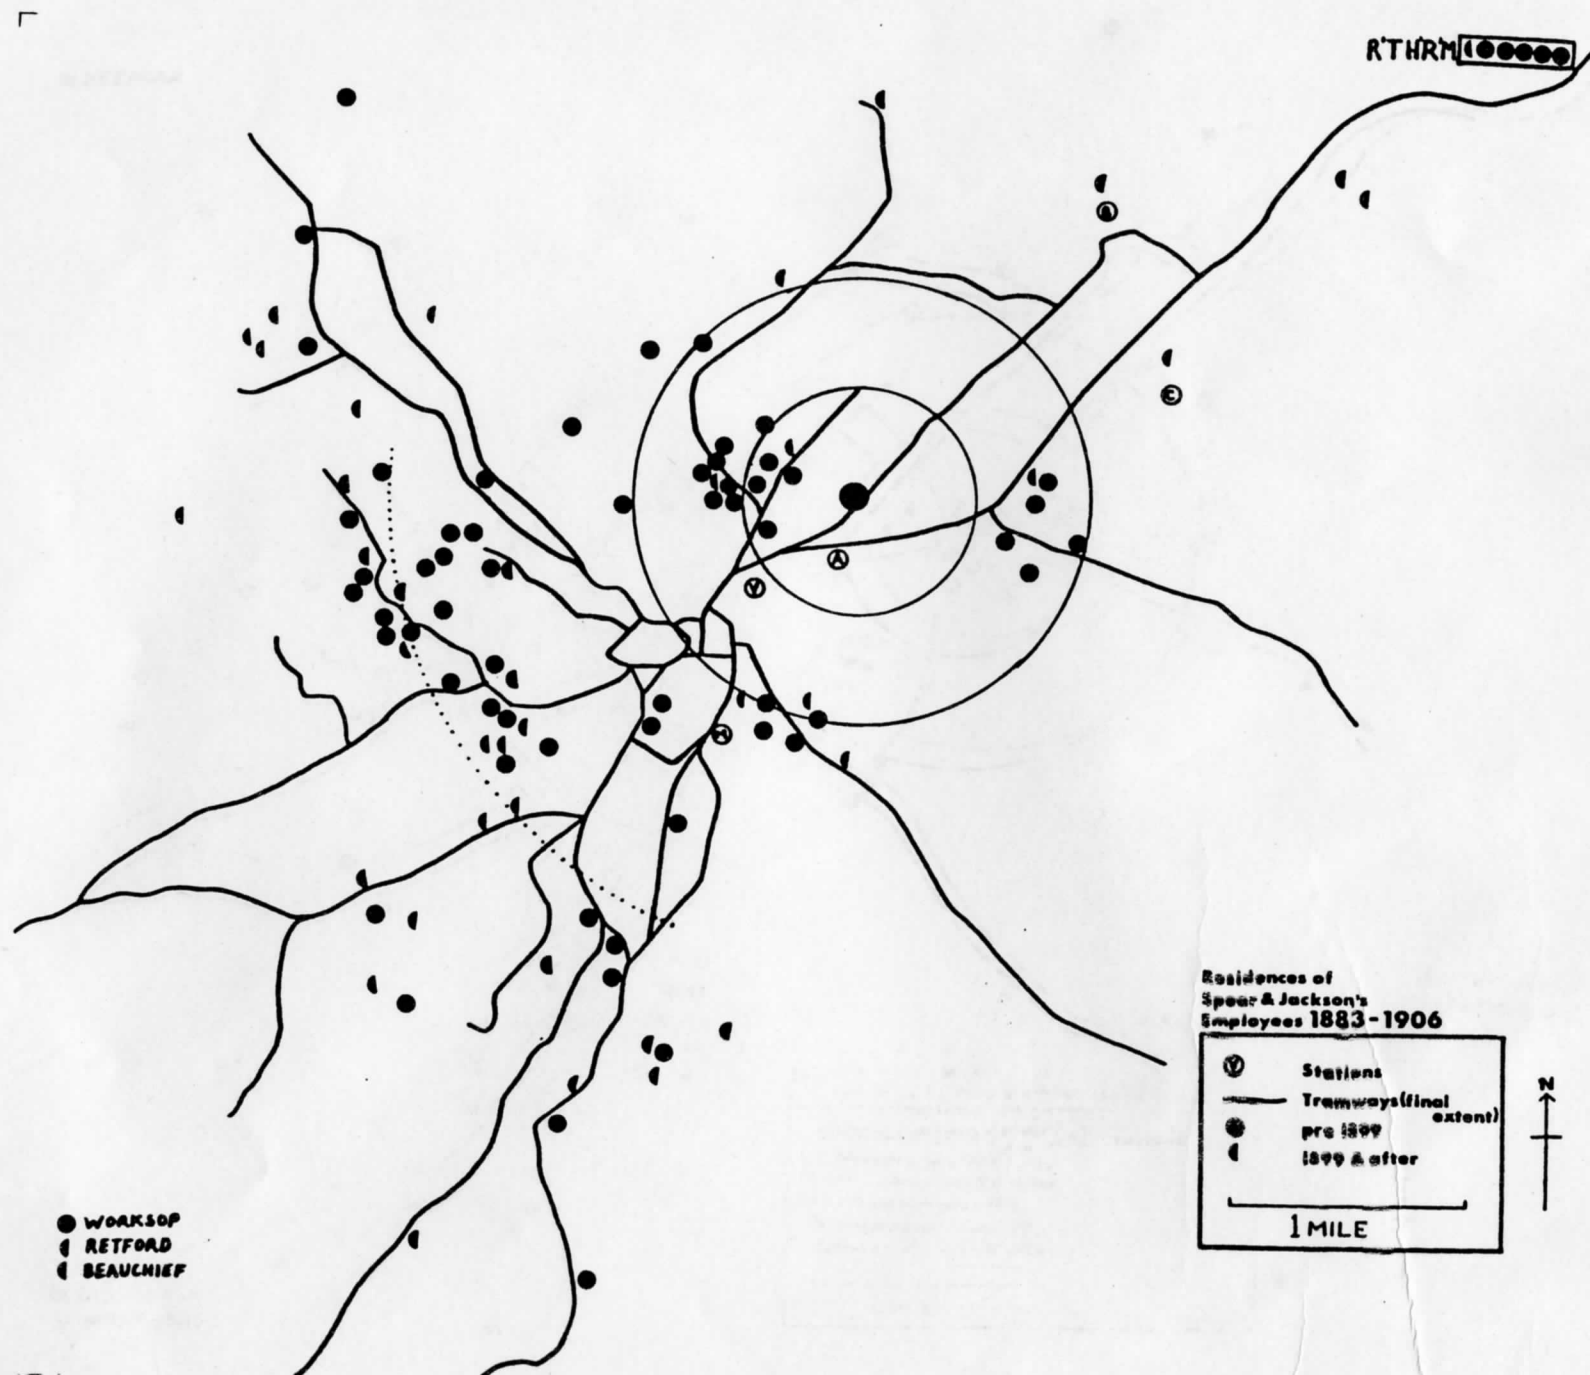 R'THR'M
A
E
A
Y
M
Residences of
Spear & Jackson's
Employees 1883-1906
Y Stations
Tramways (final
extent)
pre 1899
1899 & after
1 MILE
N
WORKSOP
RETFORD
BEAUCHIEF